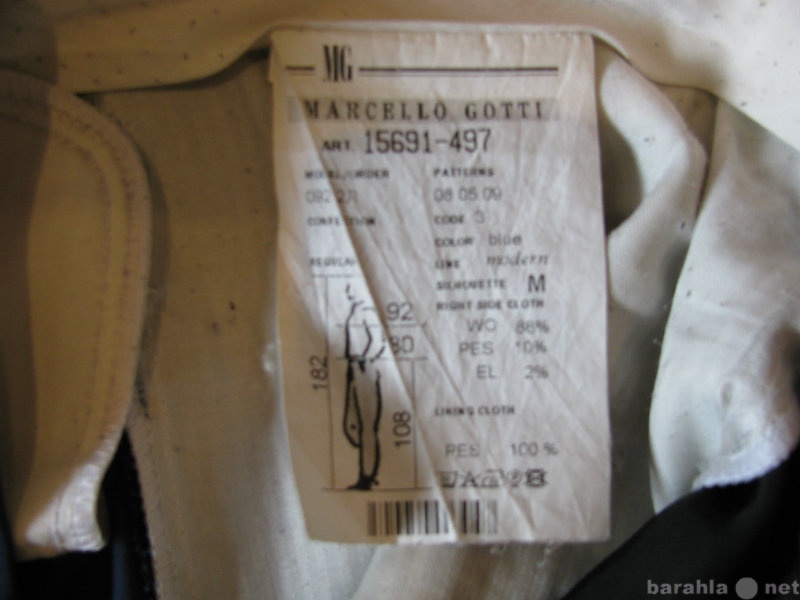 MG
MARCELLO GOTTI
ART. 15691-497
MODEL/ORDER PATTERNS
08 05 09
CONFECTION CODE 3
COLOR blue
REGULAR LINE modern
SILHOUETTE M
RIGHT SIDE CLOTH
92 WO 88%
80 PES 10%
EL 2%
182
108
LINING CLOTH
PES 100 %
barahla net